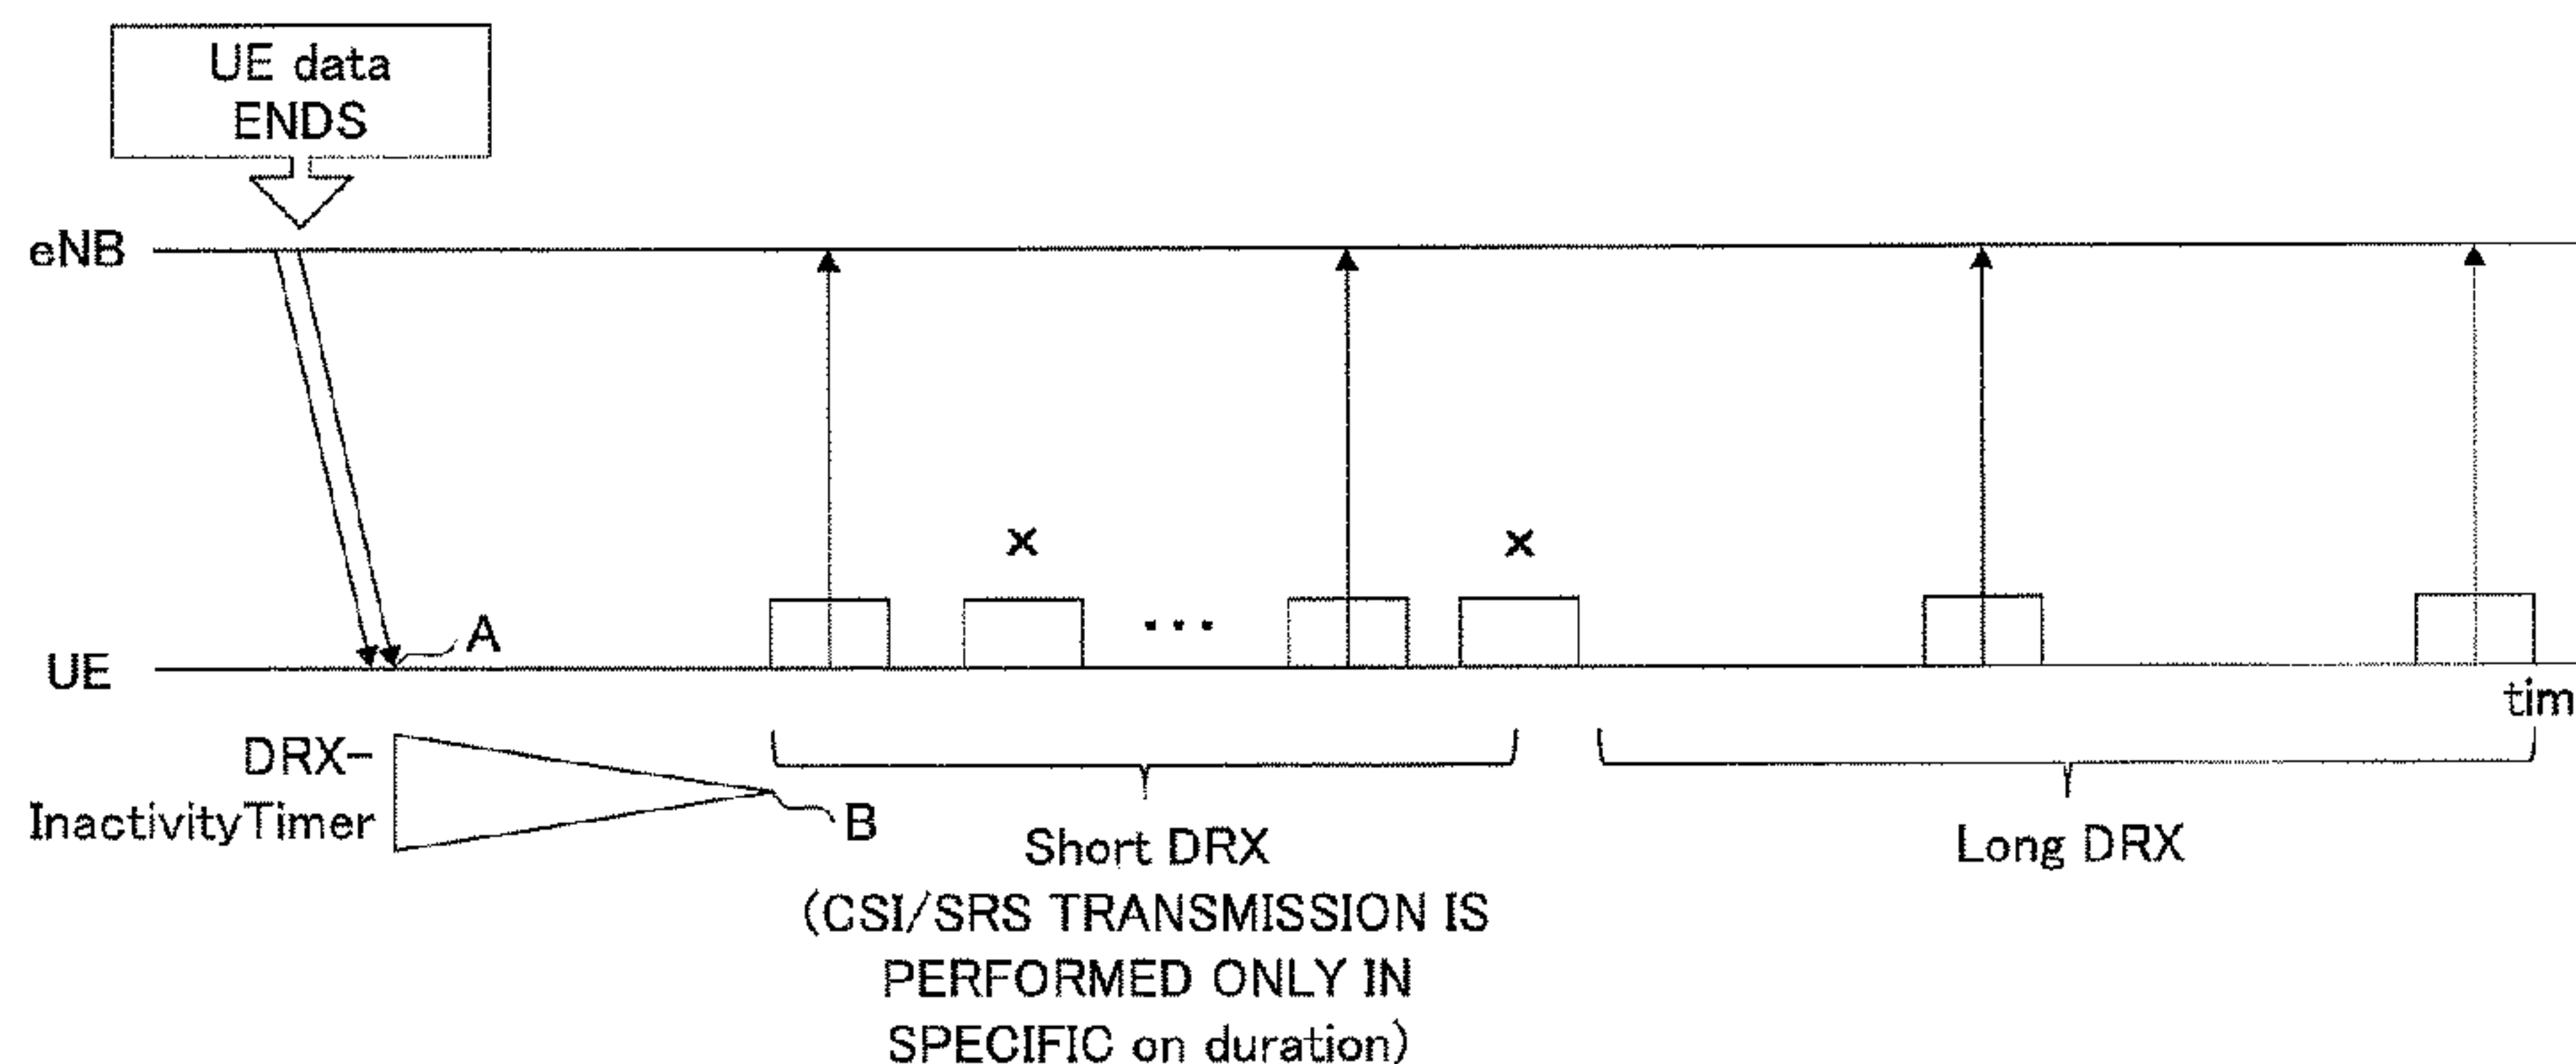 UE data
ENDS
eNB
×
×
...
A
UE
tim
DRX-
InactivityTimer
B
Short DRX
(CSI/SRS TRANSMISSION IS
PERFORMED ONLY IN
SPECIFIC on duration)
Long DRX